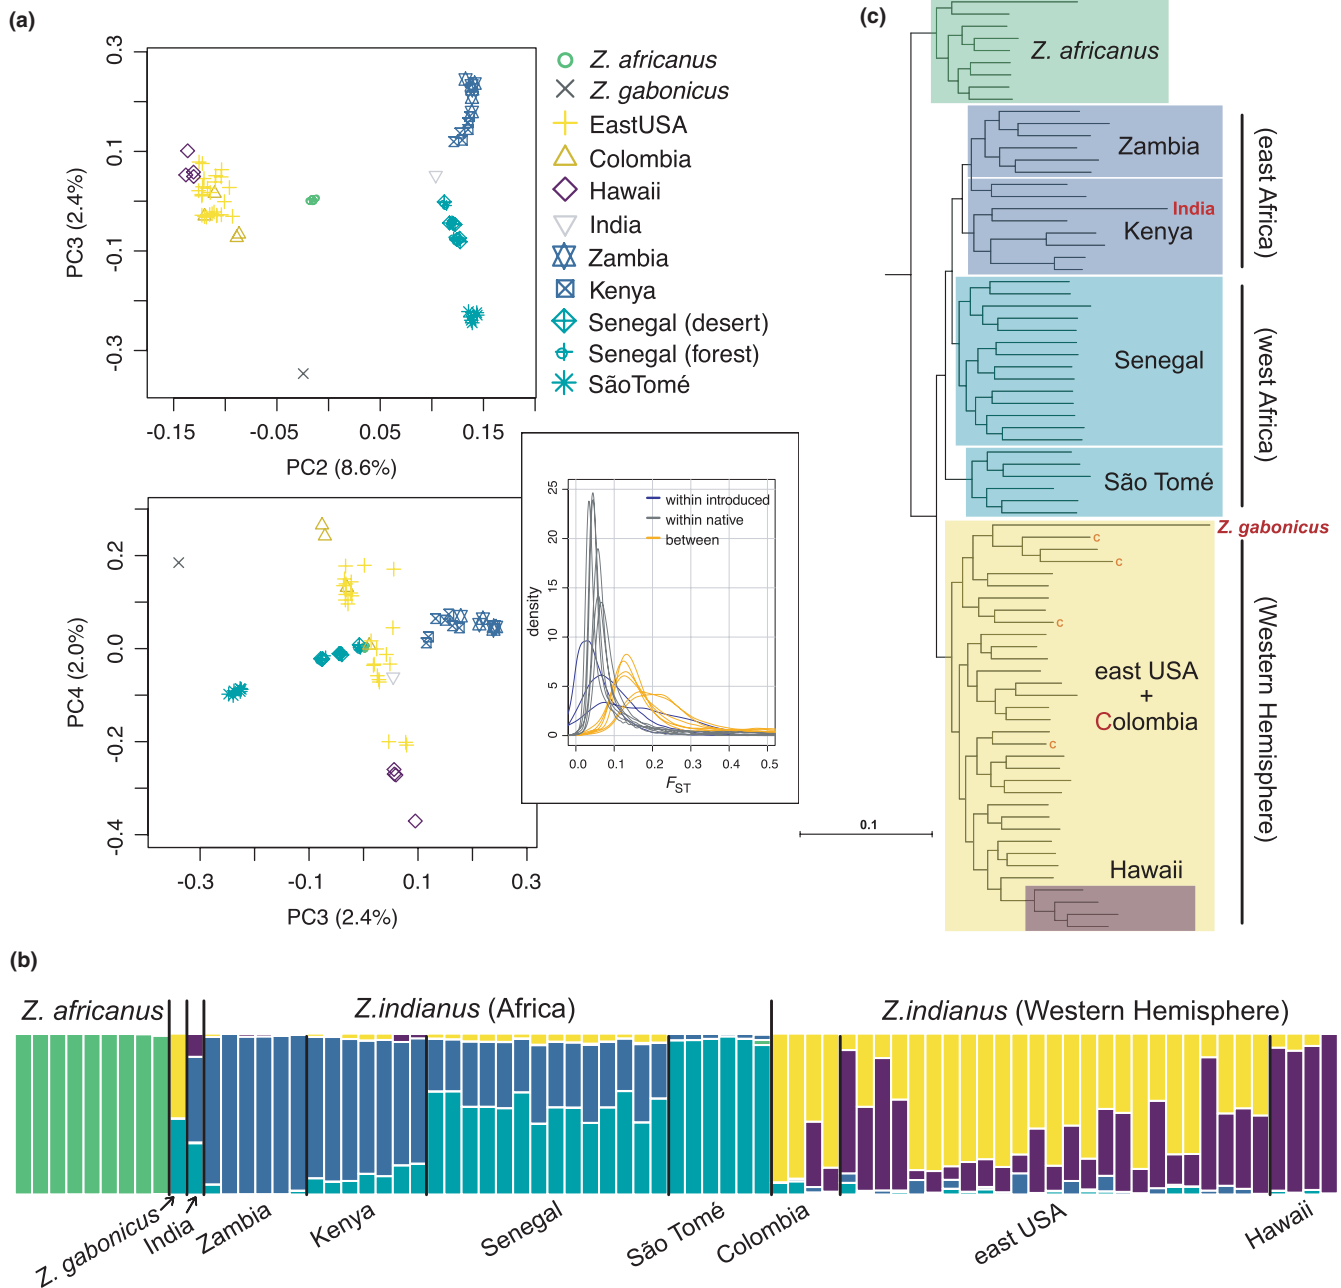 (a)
0.3
0.1
-0.1
-0.3
PC3 (2.4%)
-0.15
-0.05
0.05
0.15
PC2 (8.6%)
Z. africanus
Z. gabonicus
EastUSA
Colombia
Hawaii
India
Zambia
Kenya
Senegal (desert)
Senegal (forest)
SãoTomé
0.2
0.0
-0.2
-0.4
PC4 (2.0%)
-0.3
-0.1
0.1
0.3
PC3 (2.4%)
25
20
15
10
5
0
density
within introduced
within native
between
0.0
0.1
0.2
0.3
0.4
0.5
FST
(c)
Z. africanus
Zambia
India
Kenya
(east Africa)
Senegal
São Tomé
(west Africa)
Z. gabonicus
c
c
c
east USA
+
Colombia
c
Hawaii
(Western Hemisphere)
0.1
(b)
Z. africanus
Z.indianus (Africa)
Z.indianus (Western Hemisphere)
Z. gabonicus
India
Zambia
Kenya
Senegal
São Tomé
Colombia
east USA
Hawaii